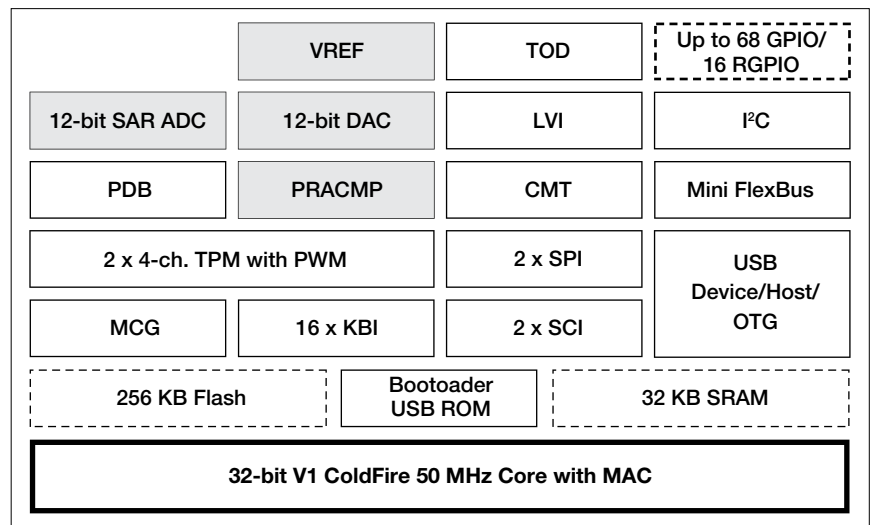 VREF
TOD
Up to 68 GPIO/
16 RGPIO
12-bit SAR ADC
12-bit DAC
LVI
I²C
PDB
PRACMP
CMT
Mini FlexBus
2 x 4-ch. TPM with PWM
2 x SPI
USB
Device/Host/
OTG
MCG
16 x KBI
2 x SCI
256 KB Flash
Bootoader
USB ROM
32 KB SRAM
32-bit V1 ColdFire 50 MHz Core with MAC